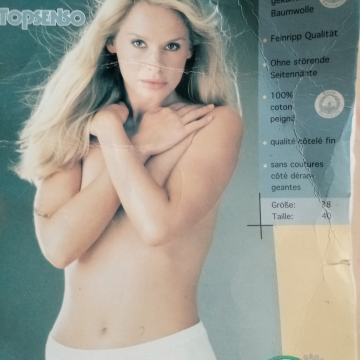 TOPSENSO
Baumwolle
• Feinripp Qualität
• Ohne störende
Seitennähte
• 100%
coton
peigné
• qualité côtelé fin
• sans coutures
côté déran-
geantes
Größe: 38
Taille: 40